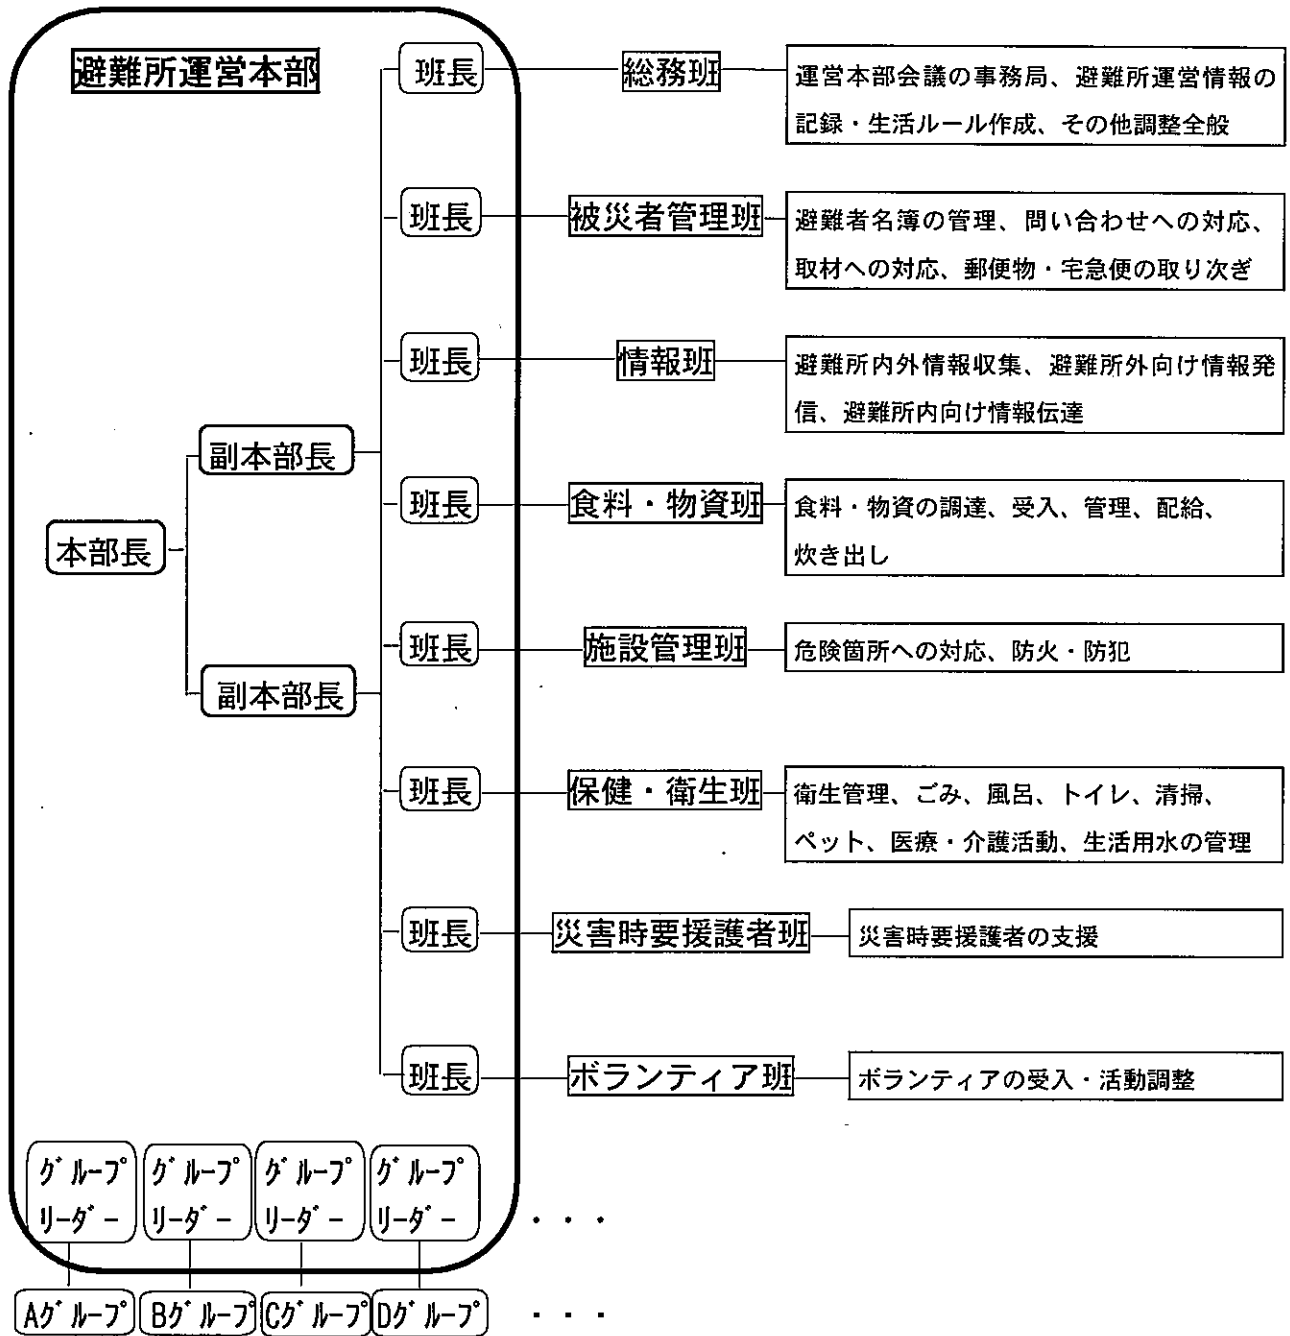 避難所運営本部
班長
総務班
運営本部会議の事務局、避難所運営情報の
記録・生活ルール作成、その他調整全般
班長
被災者管理班
避難者名簿の管理、問い合わせへの対応、
取材への対応、郵便物・宅急便の取り次ぎ
班長
情報班
避難所内外情報収集、避難所外向け情報発
信、避難所内向け情報伝達
副本部長
班長
食料・物資班
食料・物資の調達、受入、管理、配給、
炊き出し
本部長
班長
施設管理班
危険箇所への対応、防火・防犯
副本部長
班長
保健・衛生班
衛生管理、ごみ、風呂、トイレ、清掃、
ペット、医療・介護活動、生活用水の管理
班長
災害時要援護者班
災害時要援護者の支援
班長
ボランティア班
ボランティアの受入・活動調整
グループ
リーダー
グループ
リーダー
グループ
リーダー
グループ
リーダー
・・・
Aグループ
Bグループ
Cグループ
Dグループ
・・・